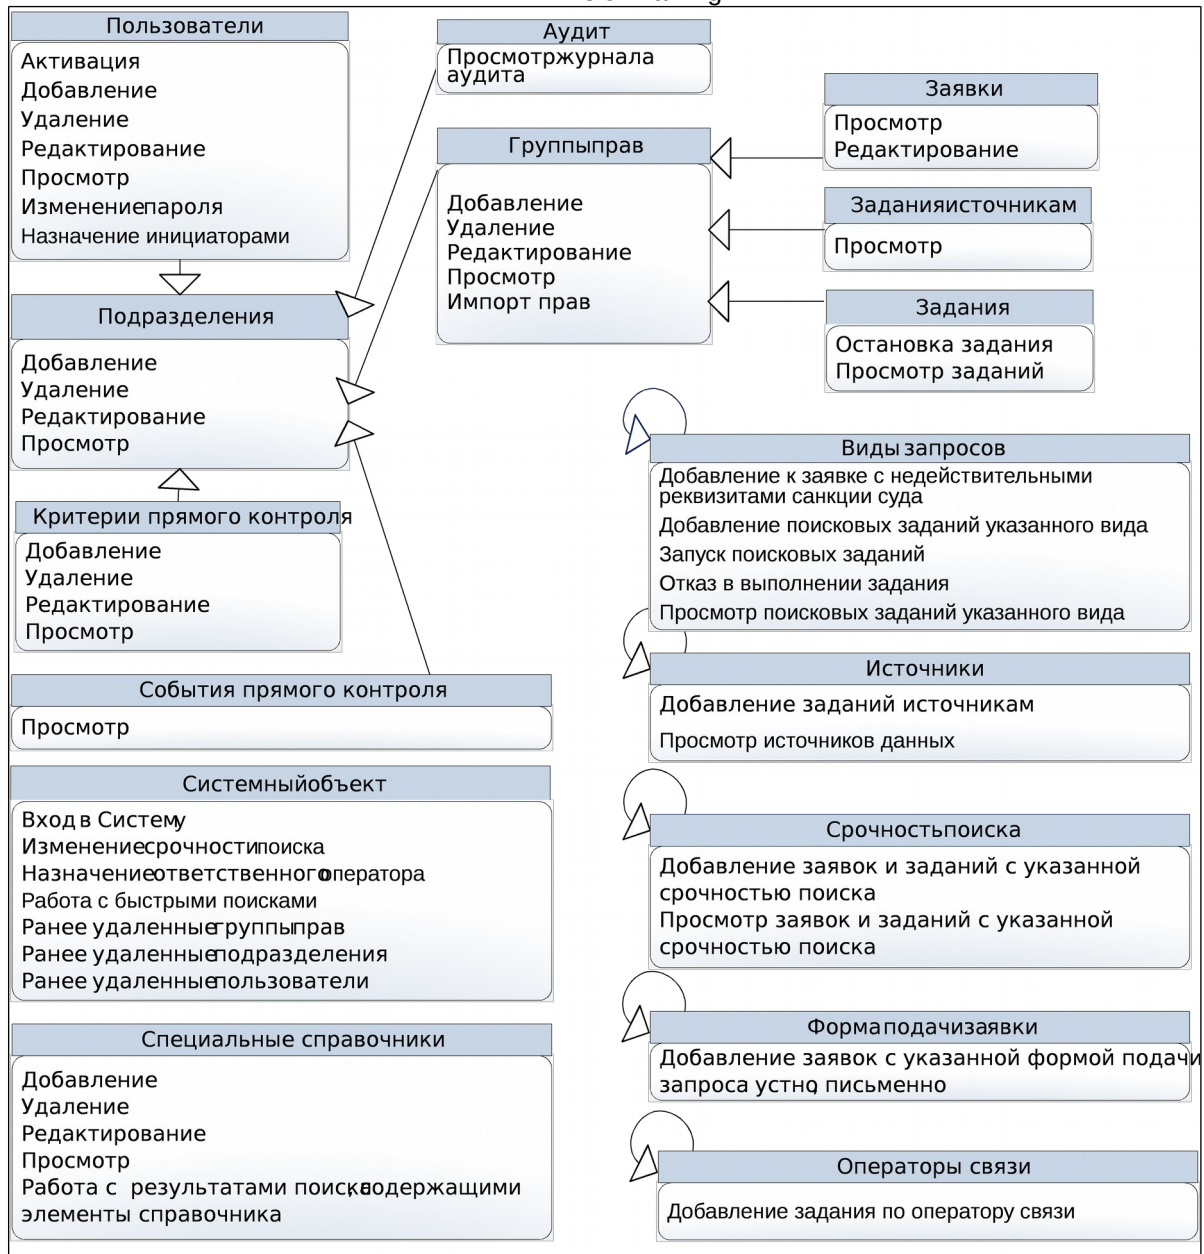 Пользователи
Активация
Добавление
Удаление
Редактирование
Просмотр
Изменениепароля
Назначение инициаторами
Подразделения
Добавление
Удаление
Редактирование
Просмотр
Критерии прямого контроля
Добавление
Удаление
Редактирование
Просмотр
События прямого контроля
Просмотр
Системныйобъект
Вход в Систему
Изменениесрочностипоиска
Назначениеответственногооператора
Работа с быстрыми поисками
Ранее удаленныегруппыправ
Ранее удаленныеподразделения
Ранее удаленныепользователи
Специальные справочники
Добавление
Удаление
Редактирование
Просмотр
Работа с результатами поиска, содержащими
элементы справочника
Аудит
Просмотржурнала
аудита
Группыправ
Добавление
Удаление
Редактирование
Просмотр
Импорт прав
Заявки
Просмотр
Редактирование
Заданияисточникам
Просмотр
Задания
Остановка задания
Просмотр заданий
Виды запросов
Добавление к заявке с недействительными
реквизитами санкции суда
Добавление поисковых заданий указанного вида
Запуск поисковых заданий
Отказ в выполнении задания
Просмотр поисковых заданий указанного вида
Источники
Добавление заданий источникам
Просмотр источников данных
Срочностьпоиска
Добавление заявок и заданий с указанной
срочностью поиска
Просмотр заявок и заданий с указанной
срочностью поиска
Формаподачизаявки
Добавление заявок с указанной формой подачи
запроса устно, письменно
Операторы связи
Добавление задания по оператору связи